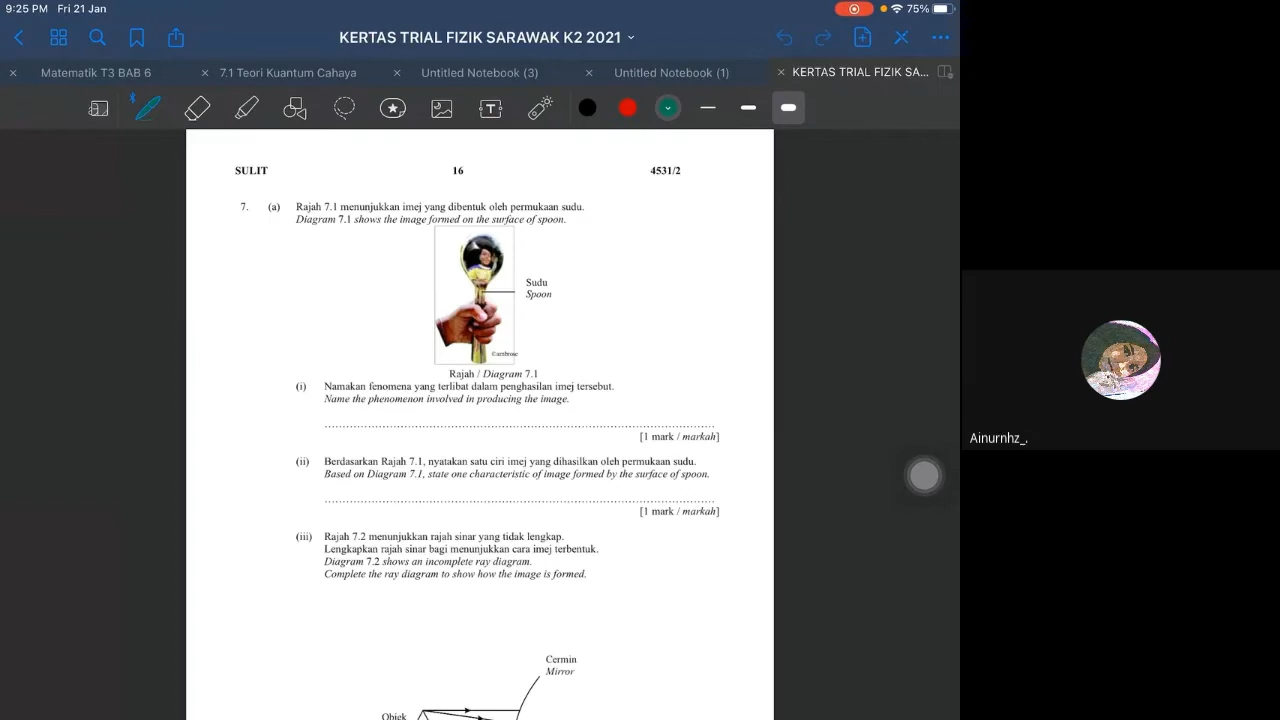 9:25 PM Fri 21 Jan
75%
KERTAS TRIAL FIZIK SARAWAK K2 2021
Matematik T3 BAB 6
7.1 Teori Kuantum Cahaya
Untitled Notebook (3)
Untitled Notebook (1)
KERTAS TRIAL FIZIK SA...
SULIT 16 4531/2
7. (a) Rajah 7.1 menunjukkan imej yang dibentuk oleh permukaan sudu.
Diagram 7.1 shows the image formed on the surface of spoon.
Sudu
Spoon
©ambrose
Rajah / Diagram 7.1
(i) Namakan fenomena yang terlibat dalam penghasilan imej tersebut.
Name the phenomenon involved in producing the image.
[1 mark / markah]
(ii) Berdasarkan Rajah 7.1, nyatakan satu ciri imej yang dihasilkan oleh permukaan sudu.
Based on Diagram 7.1, state one characteristic of image formed by the surface of spoon.
[1 mark / markah]
(iii) Rajah 7.2 menunjukkan rajah sinar yang tidak lengkap.
Lengkapkan rajah sinar bagi menunjukkan cara imej terbentuk.
Diagram 7.2 shows an incomplete ray diagram.
Complete the ray diagram to show how the image is formed.
Cermin
Mirror
Objek
Ainurnhz_.